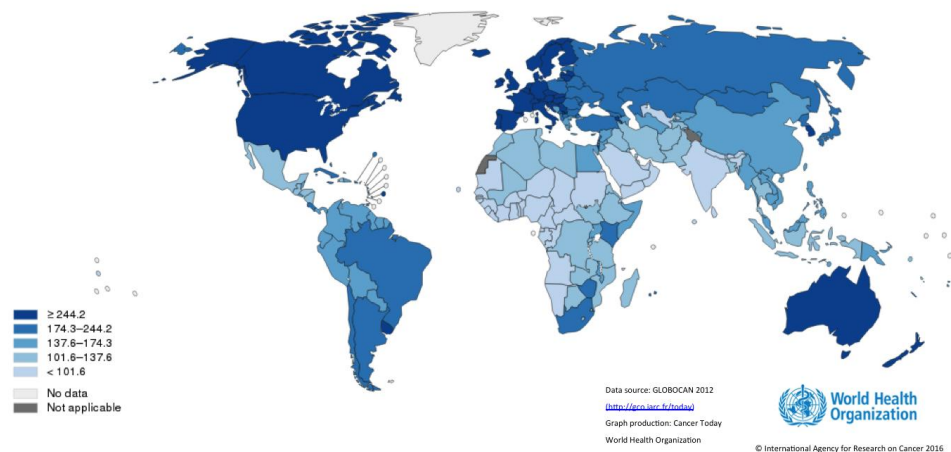 ≥ 244.2
174.3–244.2
137.6–174.3
101.6–137.6
< 101.6
No data
Not applicable
Data source: GLOBOCAN 2012
(http://gco.iarc.fr/today)
Graph production: Cancer Today
World Health Organization
World Health
Organization
© International Agency for Research on Cancer 2016